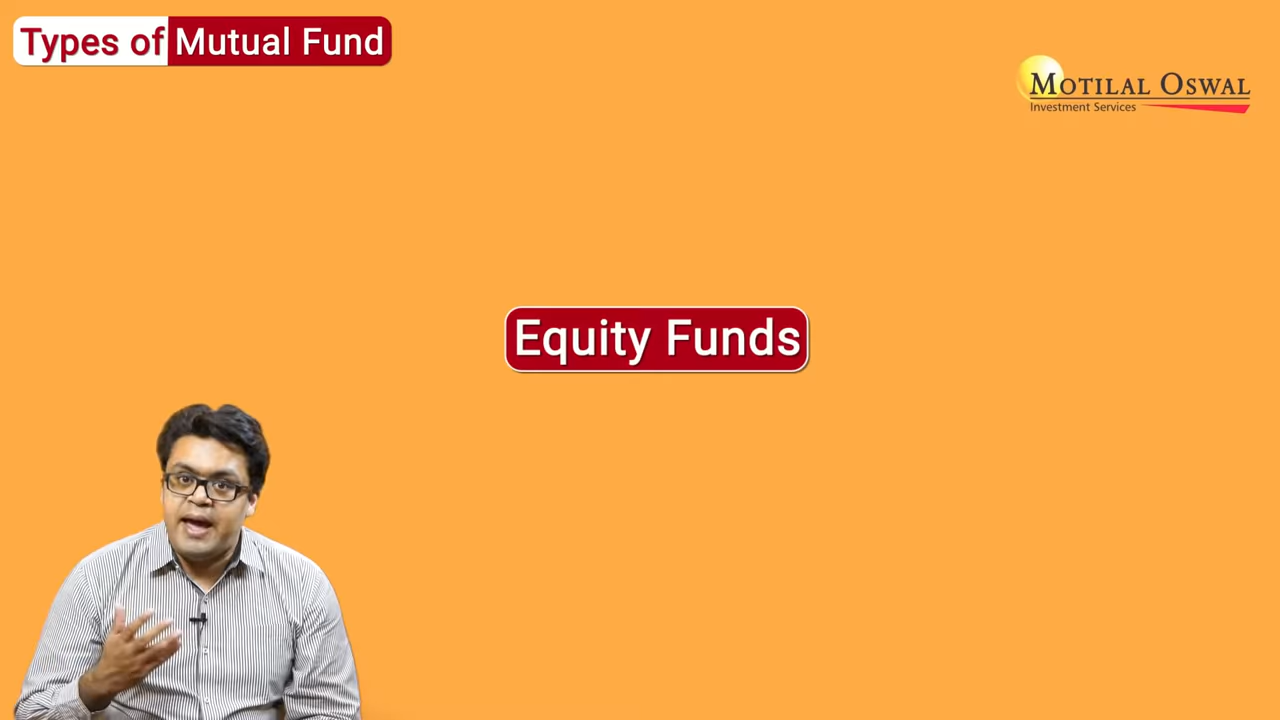 Types of Mutual Fund
MOTILAL OSWAL
Investment Services
Equity Funds